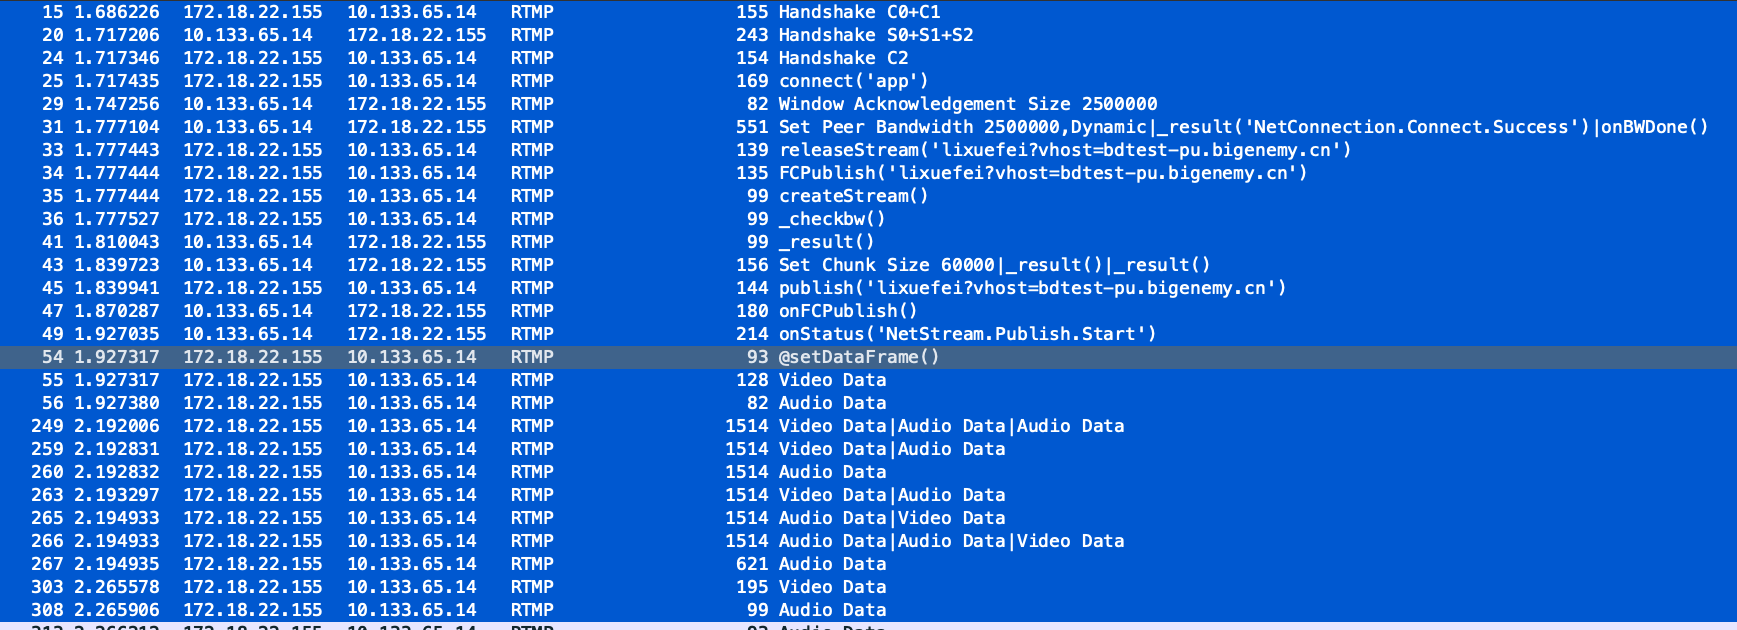 15 1.686226 172.18.22.155 10.133.65.14 RTMP 155 Handshake C0+C1
20 1.717206 10.133.65.14 172.18.22.155 RTMP 243 Handshake S0+S1+S2
24 1.717346 172.18.22.155 10.133.65.14 RTMP 154 Handshake C2
25 1.717435 172.18.22.155 10.133.65.14 RTMP 169 connect('app')
29 1.747256 10.133.65.14 172.18.22.155 RTMP 82 Window Acknowledgement Size 2500000
31 1.777104 10.133.65.14 172.18.22.155 RTMP 551 Set Peer Bandwidth 2500000,Dynamic|_result('NetConnection.Connect.Success')|onBWDone()
33 1.777443 172.18.22.155 10.133.65.14 RTMP 139 releaseStream('lixuefei?vhost=bdtest-pu.bigenemy.cn')
34 1.777444 172.18.22.155 10.133.65.14 RTMP 135 FCPublish('lixuefei?vhost=bdtest-pu.bigenemy.cn')
35 1.777444 172.18.22.155 10.133.65.14 RTMP 99 createStream()
36 1.777527 172.18.22.155 10.133.65.14 RTMP 99 _checkbw()
41 1.810043 10.133.65.14 172.18.22.155 RTMP 99 _result()
43 1.839723 10.133.65.14 172.18.22.155 RTMP 156 Set Chunk Size 60000|_result()|_result()
45 1.839941 172.18.22.155 10.133.65.14 RTMP 144 publish('lixuefei?vhost=bdtest-pu.bigenemy.cn')
47 1.870287 10.133.65.14 172.18.22.155 RTMP 180 onFCPublish()
49 1.927035 10.133.65.14 172.18.22.155 RTMP 214 onStatus('NetStream.Publish.Start')
54 1.927317 172.18.22.155 10.133.65.14 RTMP 93 @setDataFrame()
55 1.927317 172.18.22.155 10.133.65.14 RTMP 128 Video Data
56 1.927380 172.18.22.155 10.133.65.14 RTMP 82 Audio Data
249 2.192006 172.18.22.155 10.133.65.14 RTMP 1514 Video Data|Audio Data|Audio Data
259 2.192831 172.18.22.155 10.133.65.14 RTMP 1514 Video Data|Audio Data
260 2.192832 172.18.22.155 10.133.65.14 RTMP 1514 Audio Data
263 2.193297 172.18.22.155 10.133.65.14 RTMP 1514 Video Data|Audio Data
265 2.194933 172.18.22.155 10.133.65.14 RTMP 1514 Audio Data|Video Data
266 2.194933 172.18.22.155 10.133.65.14 RTMP 1514 Audio Data|Audio Data|Video Data
267 2.194935 172.18.22.155 10.133.65.14 RTMP 621 Audio Data
303 2.265578 172.18.22.155 10.133.65.14 RTMP 195 Video Data
308 2.265906 172.18.22.155 10.133.65.14 RTMP 99 Audio Data